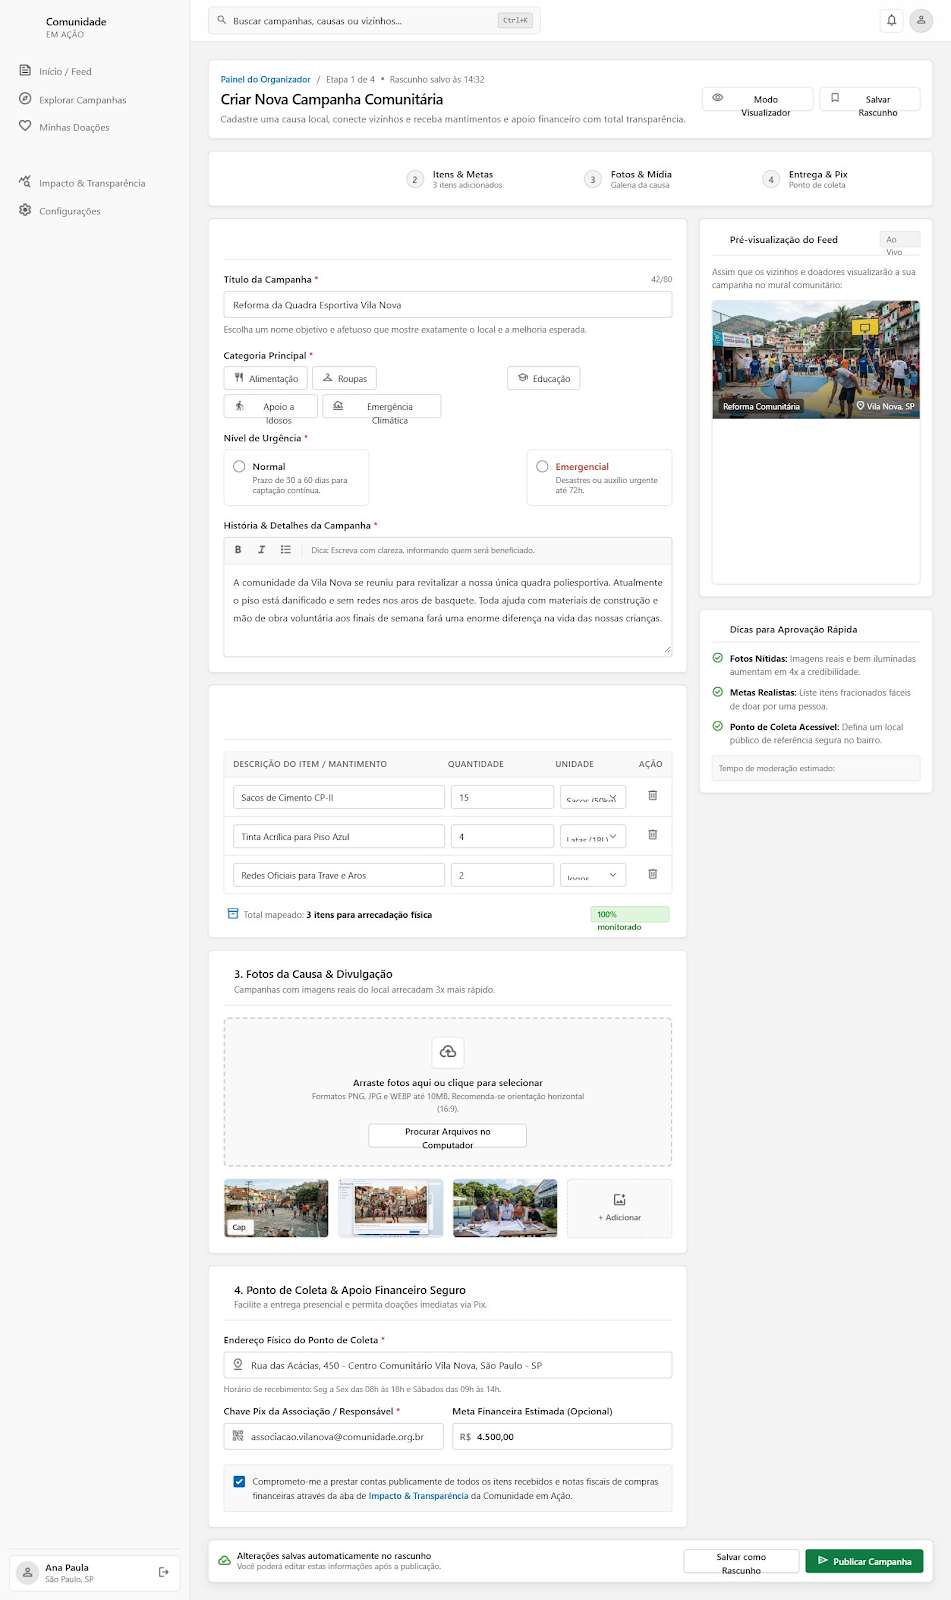 Comunidade
EM AÇÃO
Início / Feed
Explorar Campanhas
Minhas Doações
Impacto & Transparência
Configurações
Buscar campanhas, causas ou vizinhos...
Ctrl+K
Painel do Organizador / Etapa 1 de 4 • Rascunho salvo às 14:32
Criar Nova Campanha Comunitária
Cadastre uma causa local, conecte vizinhos e receba mantimentos e apoio financeiro com total transparência.
Modo
Visualizador
Salvar
Rascunho
2 Itens & Metas
3 itens adicionados
3 Fotos & Mídia
Galeria da causa
4 Entrega & Pix
Ponto de coleta
Título da Campanha *
42/80
Reforma da Quadra Esportiva Vila Nova
Escolha um nome objetivo e afetuoso que mostre exatamente o local e a melhoria esperada.
Categoria Principal *
Alimentação
Roupas
Educação
Apoio a
Idosos
Emergência
Climática
Nível de Urgência *
Normal
Prazo de 30 a 60 dias para
captação contínua.
Emergencial
Desastres ou auxílio urgente
até 72h.
História & Detalhes da Campanha *
B I
Dica: Escreva com clareza, informando quem será beneficiado.
A comunidade da Vila Nova se reuniu para revitalizar a nossa única quadra poliesportiva. Atualmente
o piso está danificado e sem redes nos aros de basquete. Toda ajuda com materiais de construção e
mão de obra voluntária aos finais de semana fará uma enorme diferença na vida das nossas crianças.
Pré-visualização do Feed
Ao
Vivo
Assim que os vizinhos e doadores visualizarão a sua
campanha no mural comunitário:
Reforma Comunitária
Vila Nova, SP
Dicas para Aprovação Rápida
Fotos Nítidas: Imagens reais e bem iluminadas
aumentam em 4x a credibilidade.
Metas Realistas: Liste itens fracionados fáceis
de doar por uma pessoa.
Ponto de Coleta Acessível: Defina um local
público de referência segura no bairro.
Tempo de moderação estimado:
DESCRIÇÃO DO ITEM / MANTIMENTO QUANTIDADE UNIDADE AÇÃO
Sacos de Cimento CP-II 15 Sacos (50kg)
Tinta Acrílica para Piso Azul 4 Latas (18L)
Redes Oficiais para Trave e Aros 2 Jogos
Total mapeado: 3 itens para arrecadação física
100%
monitorado
3. Fotos da Causa & Divulgação
Campanhas com imagens reais do local arrecadam 3x mais rápido.
Arraste fotos aqui ou clique para selecionar
Formatos PNG, JPG e WEBP até 10MB. Recomenda-se orientação horizontal
(16:9).
Procurar Arquivos no
Computador
Cap
+ Adicionar
4. Ponto de Coleta & Apoio Financeiro Seguro
Facilite a entrega presencial e permita doações imediatas via Pix.
Endereço Físico do Ponto de Coleta *
Rua das Acácias, 450 - Centro Comunitário Vila Nova, São Paulo - SP
Horário de recebimento: Seg a Sex das 08h às 18h e Sábados das 09h às 14h.
Chave Pix da Associação / Responsável *
Meta Financeira Estimada (Opcional)
associacao.vilanova@comunidade.org.br
R$ 4.500,00
Comprometo-me a prestar contas publicamente de todos os itens recebidos e notas fiscais de compras
financeiras através da aba de Impacto & Transparência da Comunidade em Ação.
Alterações salvas automaticamente no rascunho
Você poderá editar estas informações após a publicação.
Salvar como
Rascunho
Publicar Campanha
Ana Paula
São Paulo, SP